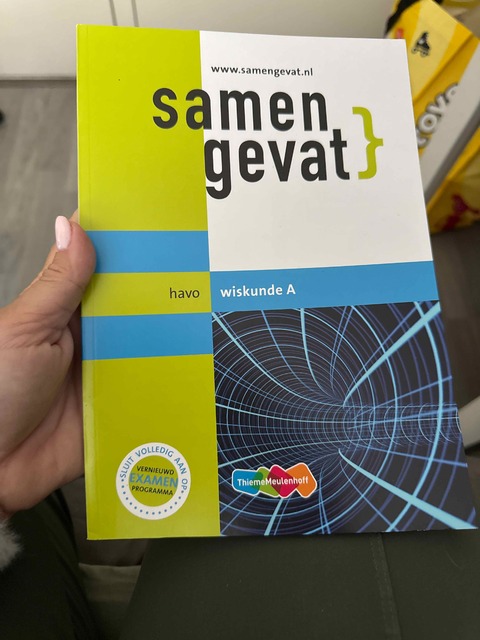 www.samengevat.nl
samen
gevat}
havo
wiskunde A
SLUIT VOLLEDIG AAN OP
VERNIEUWD
EXAMEN
PROGRAMMA
ThiemeMeulenhoff